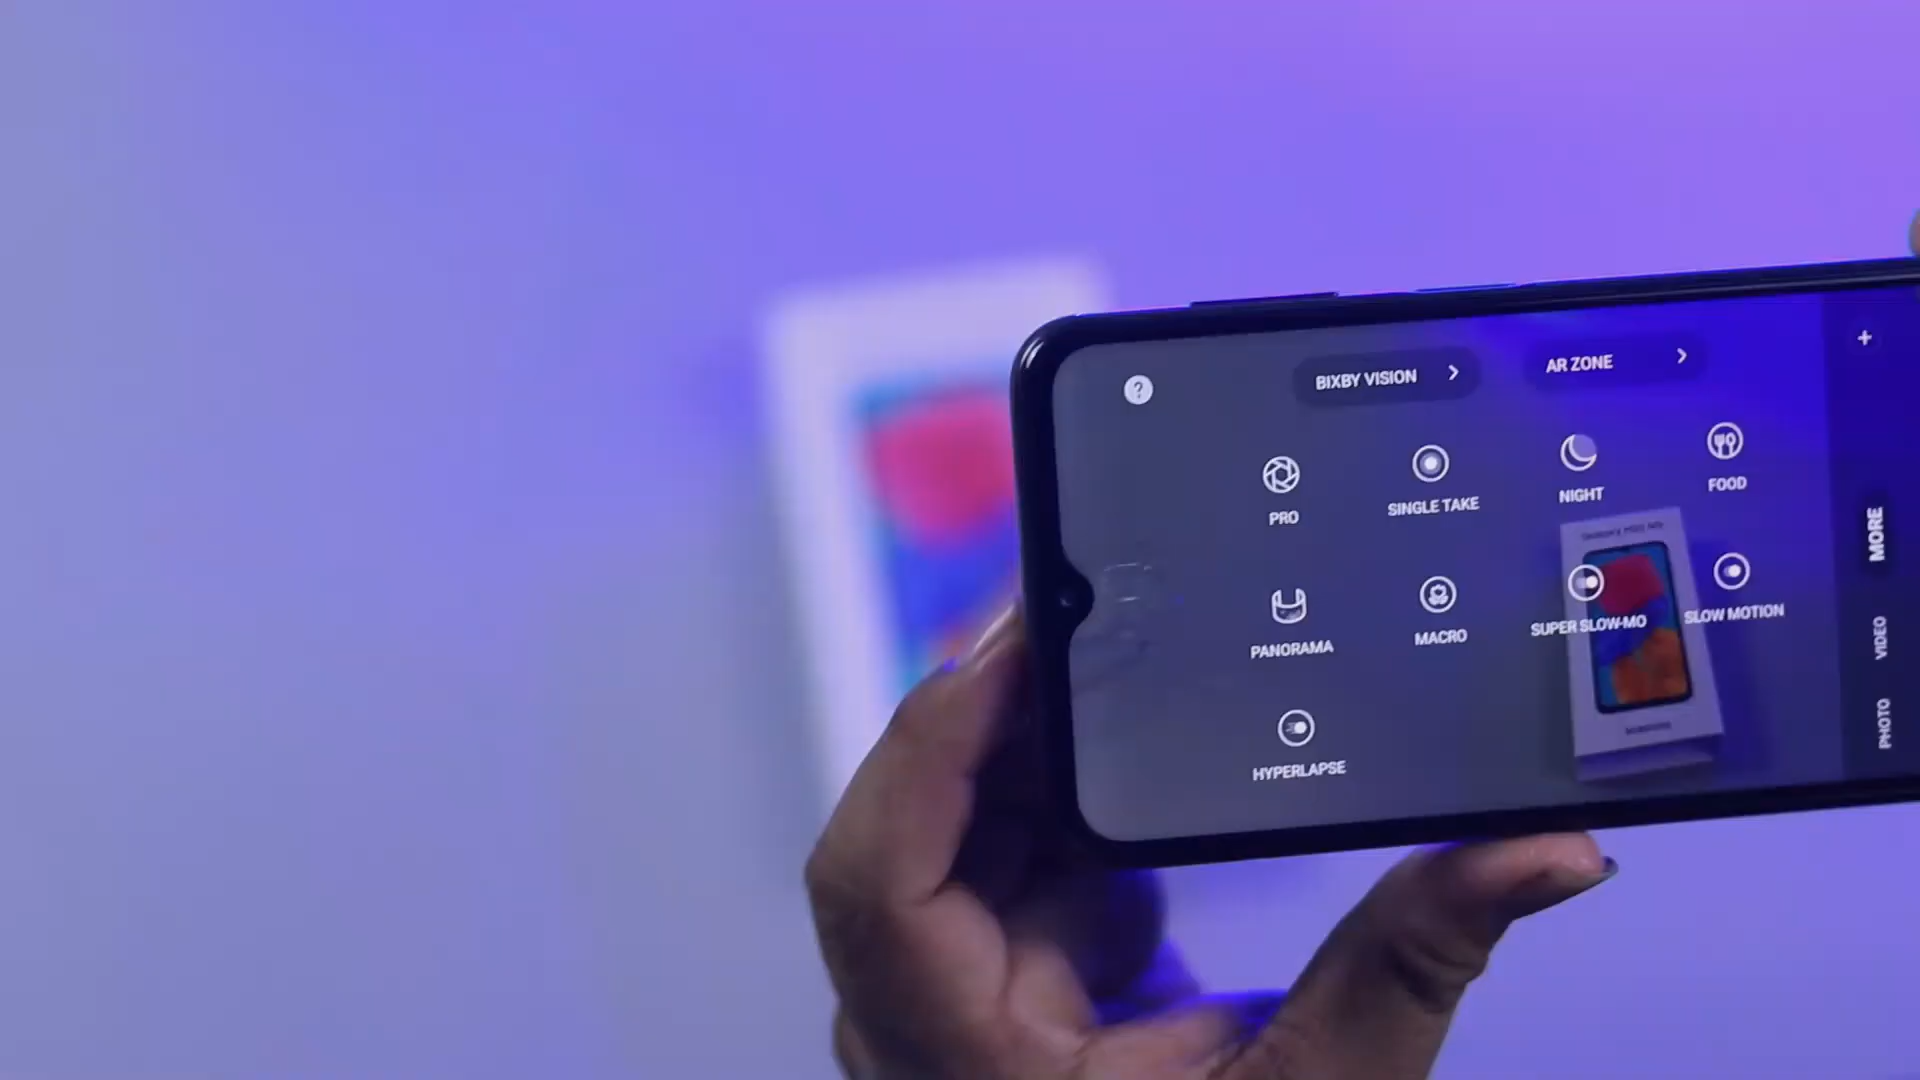 ?
BIXBY VISION >
AR ZONE >
+
PRO
SINGLE TAKE
NIGHT
FOOD
PANORAMA
MACRO
SUPER SLOW-MO
SLOW MOTION
HYPERLAPSE
MORE
VIDEO
PHOTO
SAMSUNG